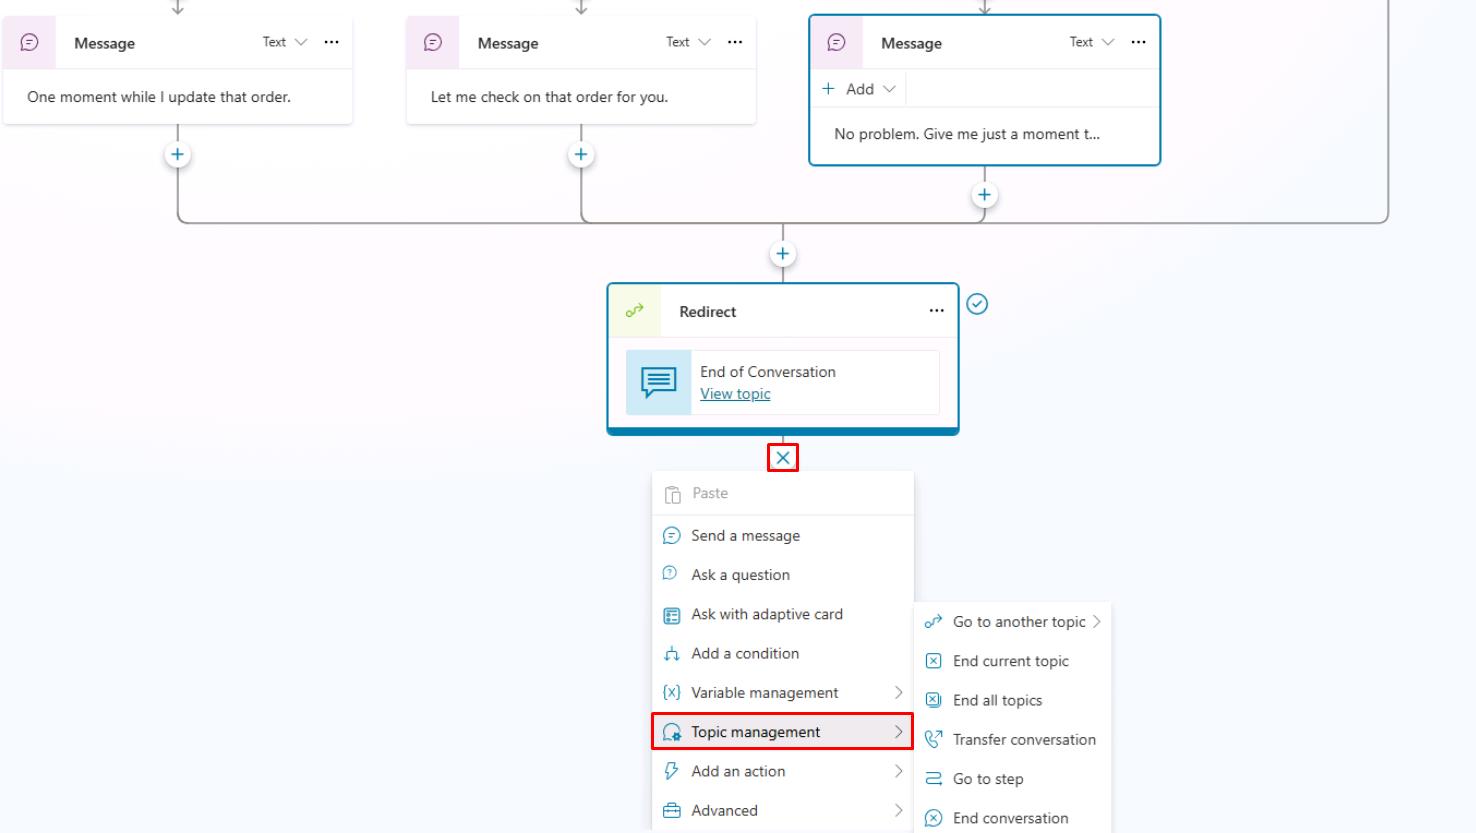 Message Text
One moment while I update that order.
Message Text
Let me check on that order for you.
Message Text
Add
No problem. Give me just a moment t...
Redirect
End of Conversation
View topic
Paste
Send a message
Ask a question
Ask with adaptive card
Add a condition
Variable management
Topic management
Add an action
Advanced
Go to another topic
End current topic
End all topics
Transfer conversation
Go to step
End conversation